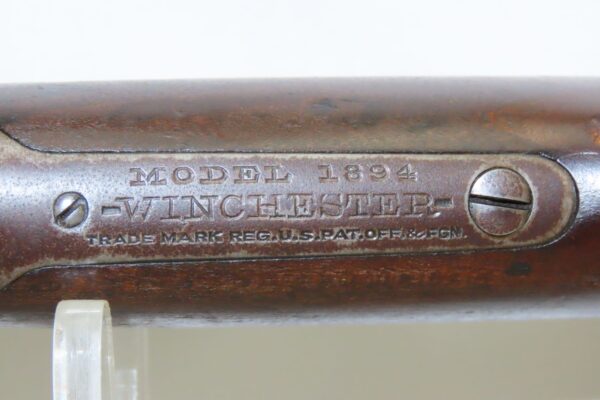 MODEL 1894
-WINCHESTER-
TRADE MARK REG. U.S. PAT. OFF. & FGN.